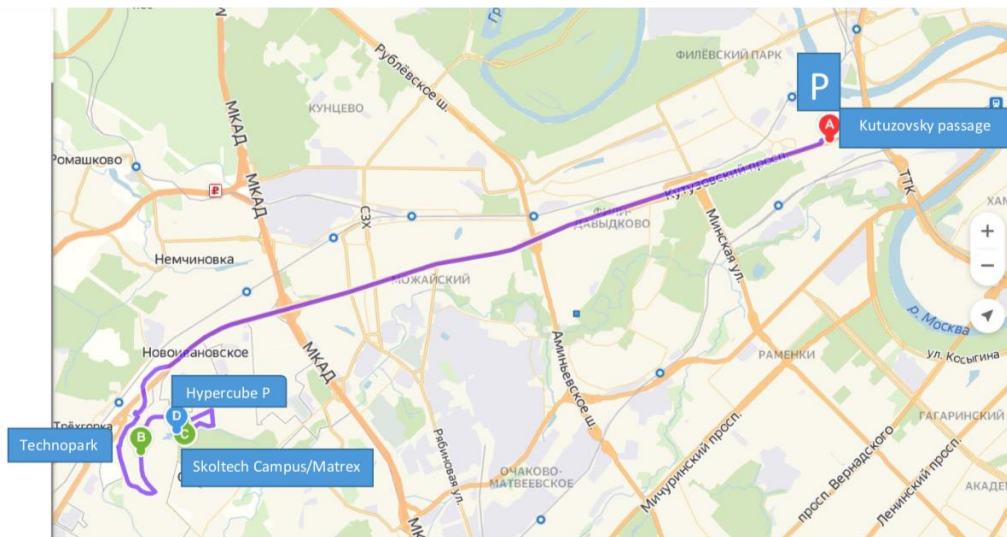 ФИЛЁВСКИЙ ПАРК
Рублёвское ш.
P
A
Kutuzovsky passage
КУНЦЕВО
МКАД
Ромашково
₽
МКАД
СЗХ
Кутузовский просп.
ТТК
ФИЛИ-
ДАВЫДКОВО
Минская ул.
+
−
Немчиновка
МОЖАЙСКИЙ
р. Москва
Новоивановское
МКАД
Аминьевское ш.
РАМЕНКИ
ул. Косыгина
Hypercube P
D
C
B
Трёхгорка
Technopark
Skoltech Campus/Matrex
Рябиновая ул.
ОЧАКОВО-
МАТВЕЕВСКОЕ
Мичуринский просп.
просп. Вернадского
Ленинский просп.
ГАГАРИНСКИЙ